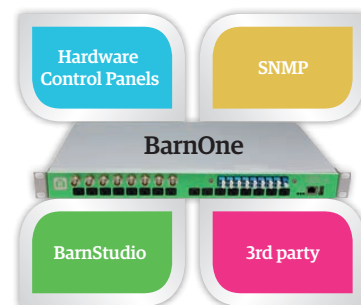 Hardware
Control Panels
SNMP
BarnOne
BarnStudio
3rd party